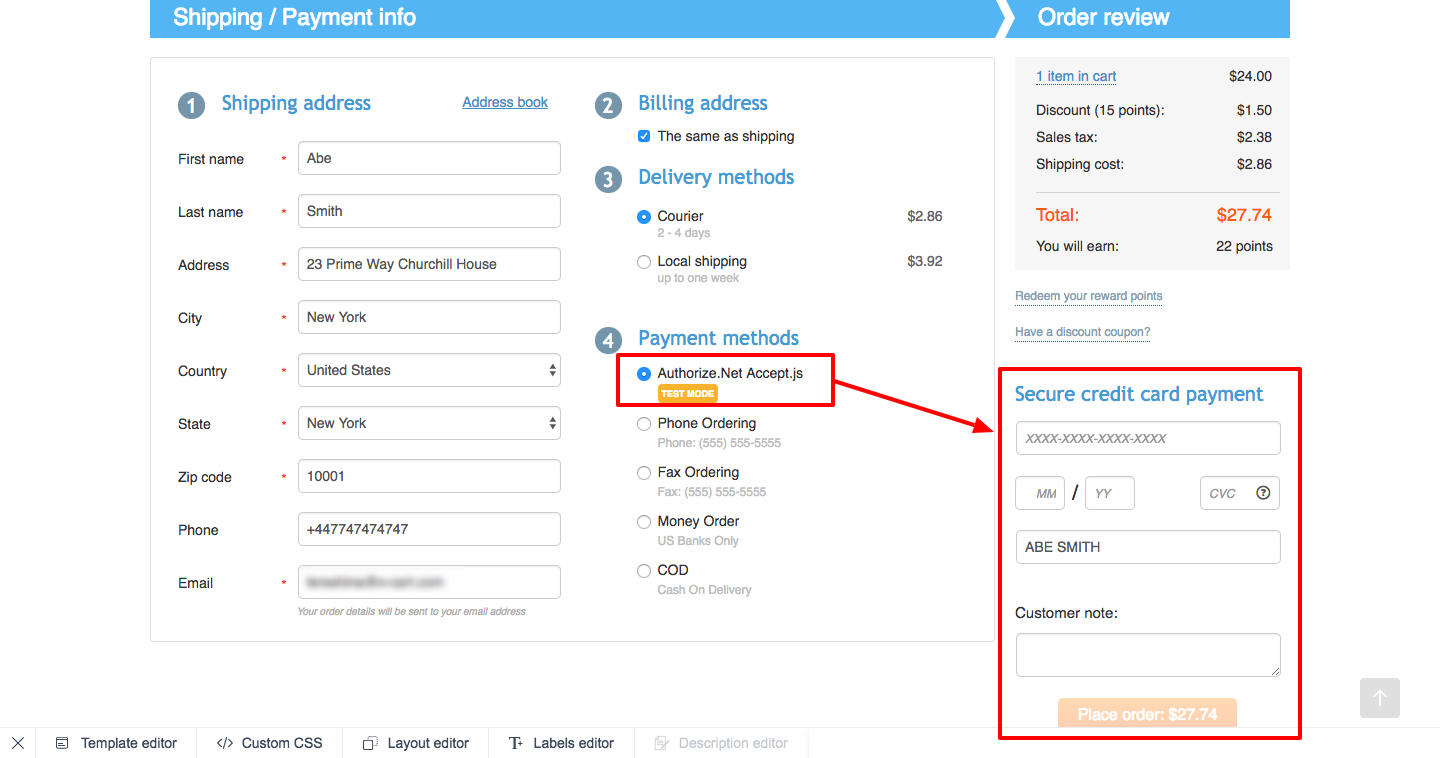 Shipping / Payment info
Order review
1
Shipping address
Address book
First name * Abe
Last name * Smith
Address * 23 Prime Way Churchill House
City * New York
Country * United States
State * New York
Zip code * 10001
Phone +447747474747
Email *
Your order details will be sent to your email address
2
Billing address
The same as shipping
3
Delivery methods
Courier $2.86
2 - 4 days
Local shipping $3.92
up to one week
4
Payment methods
Authorize.Net Accept.js
TEST MODE
Phone Ordering
Phone: (555) 555-5555
Fax Ordering
Fax: (555) 555-5555
Money Order
US Banks Only
COD
Cash On Delivery
1 item in cart $24.00
Discount (15 points): $1.50
Sales tax: $2.38
Shipping cost: $2.86
Total: $27.74
You will earn: 22 points
Redeem your reward points
Have a discount coupon?
Secure credit card payment
XXXX-XXXX-XXXX-XXXX
MM / YY CVC ?
ABE SMITH
Customer note:
Place order: $27.74
Template editor
</> Custom CSS
Layout editor
T+ Labels editor
Description editor